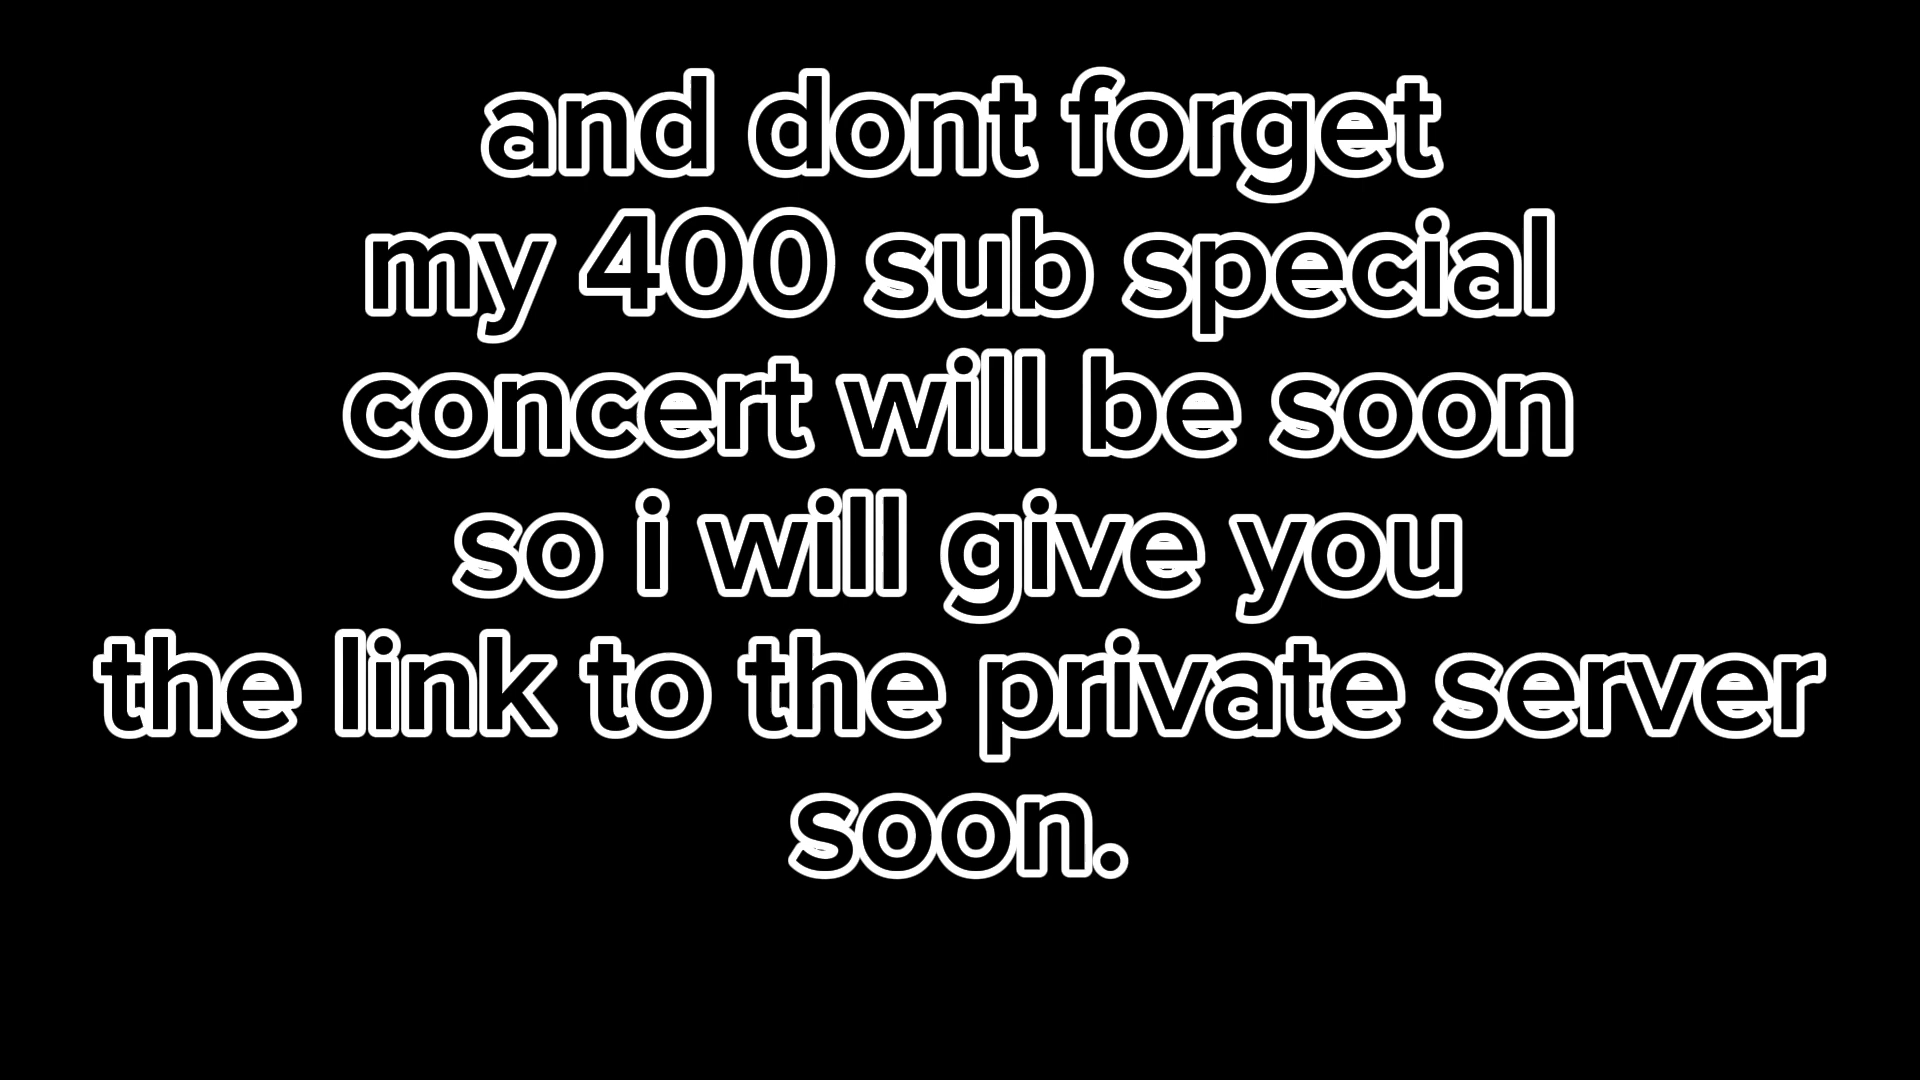 and dont forget
my 400 sub special
concert will be soon
so i will give you
the link to the private server
soon.